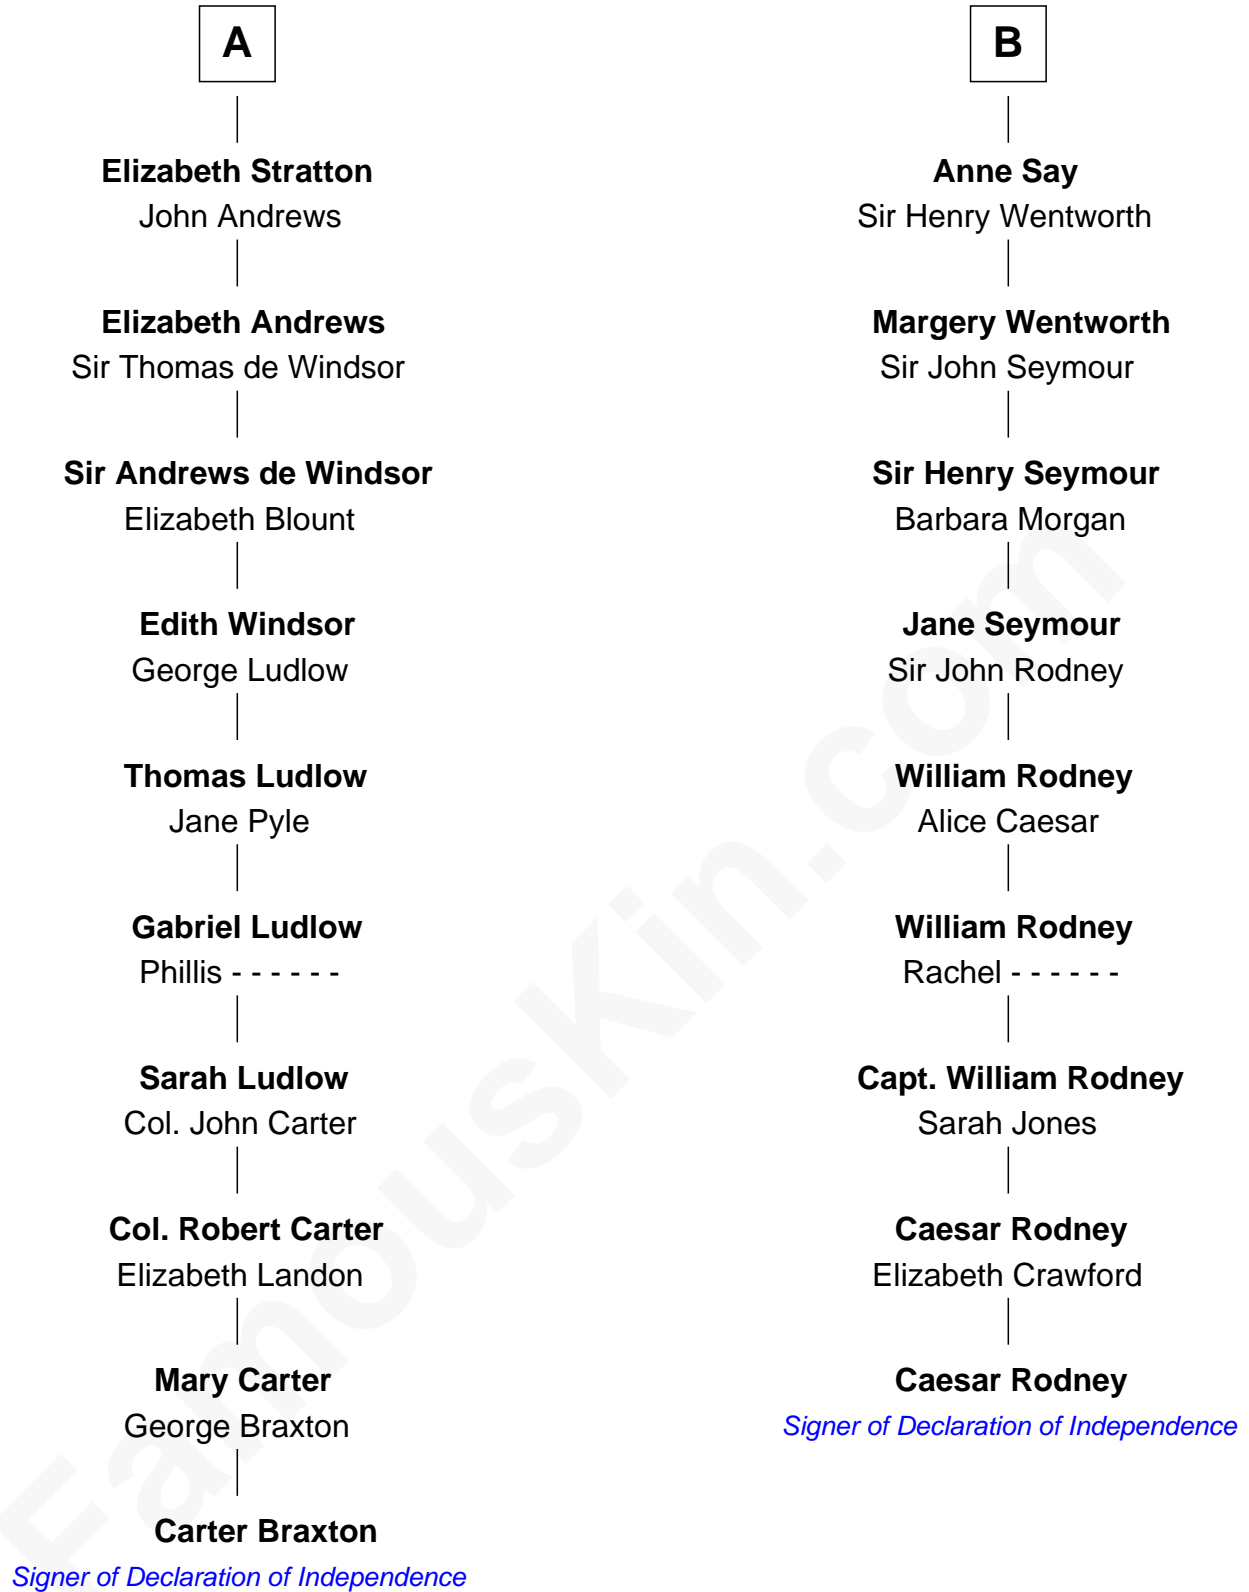 A
Elizabeth Stratton
John Andrews
Elizabeth Andrews
Sir Thomas de Windsor
Sir Andrews de Windsor
Elizabeth Blount
Edith Windsor
George Ludlow
Thomas Ludlow
Jane Pyle
Gabriel Ludlow
Phillis - - - - - -
Sarah Ludlow
Col. John Carter
Col. Robert Carter
Elizabeth Landon
Mary Carter
George Braxton
Carter Braxton
Signer of Declaration of Independence
B
Anne Say
Sir Henry Wentworth
Margery Wentworth
Sir John Seymour
Sir Henry Seymour
Barbara Morgan
Jane Seymour
Sir John Rodney
William Rodney
Alice Caesar
William Rodney
Rachel - - - - - -
Capt. William Rodney
Sarah Jones
Caesar Rodney
Elizabeth Crawford
Caesar Rodney
Signer of Declaration of Independence
FamousKin.com